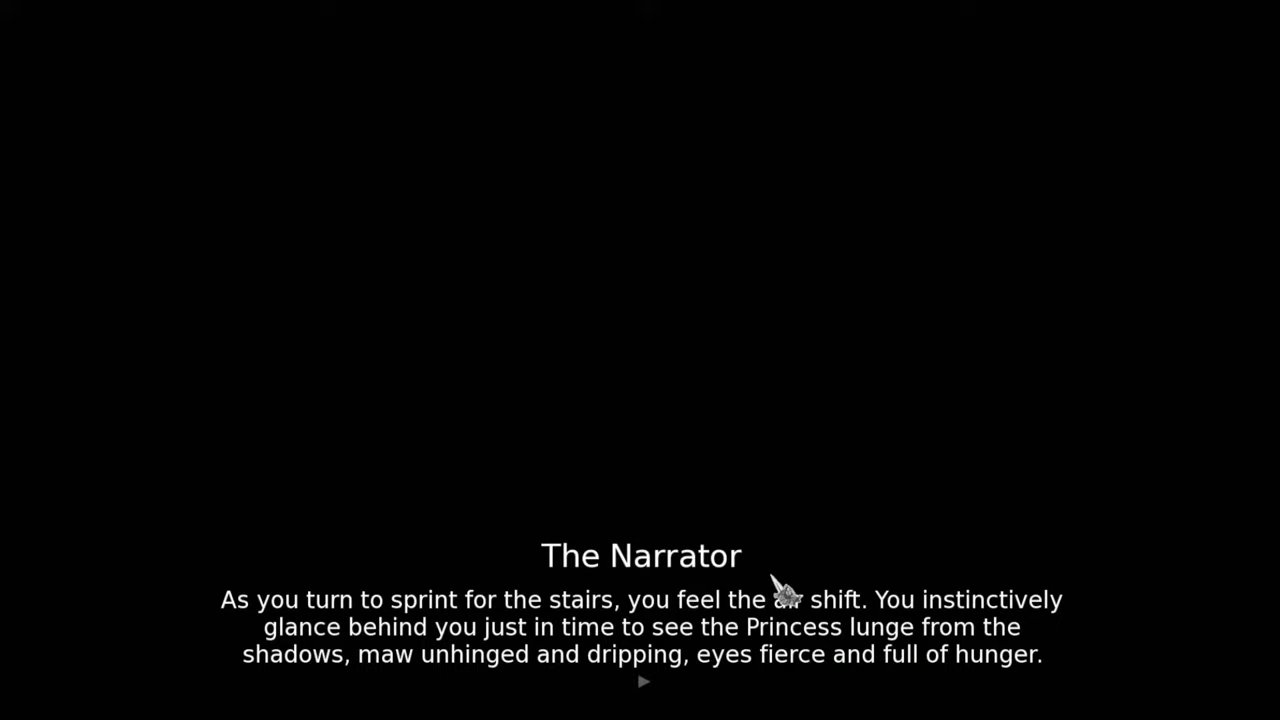 The Narrator
As you turn to sprint for the stairs, you feel the air shift. You instinctively
glance behind you just in time to see the Princess lunge from the
shadows, maw unhinged and dripping, eyes fierce and full of hunger.